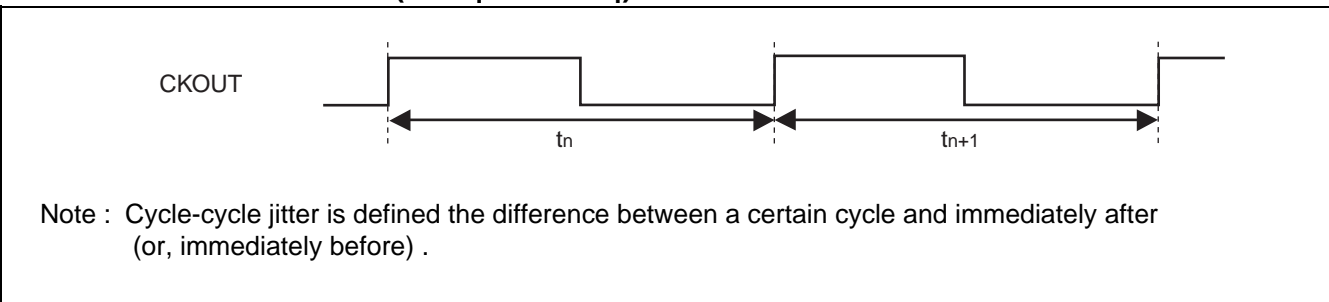 CKOUT
tn
tn+1
Note : Cycle-cycle jitter is defined the difference between a certain cycle and immediately after
(or, immediately before) .